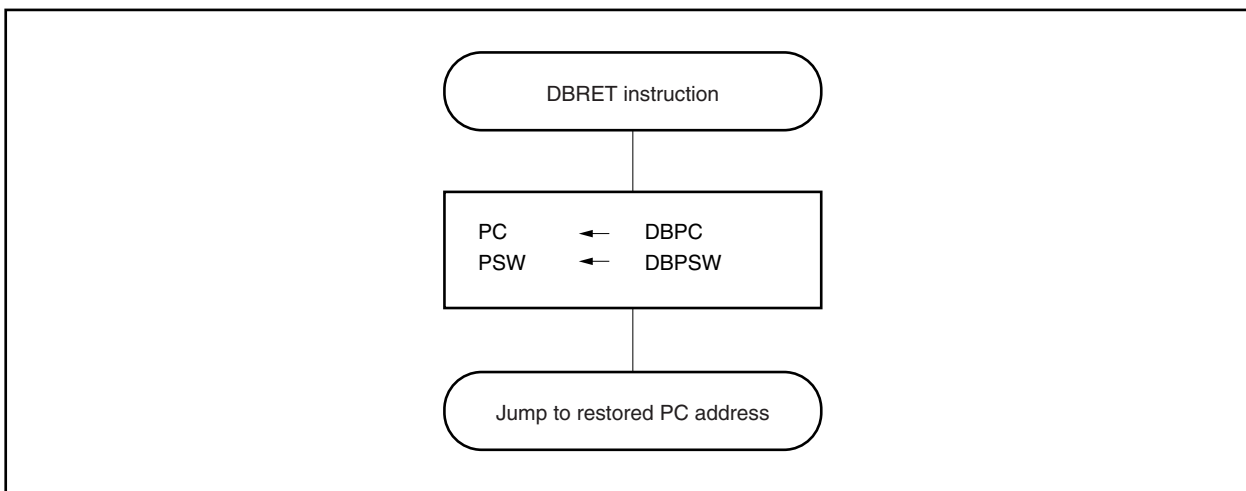 DBRET instruction
PC ← DBPC
PSW ← DBPSW
Jump to restored PC address